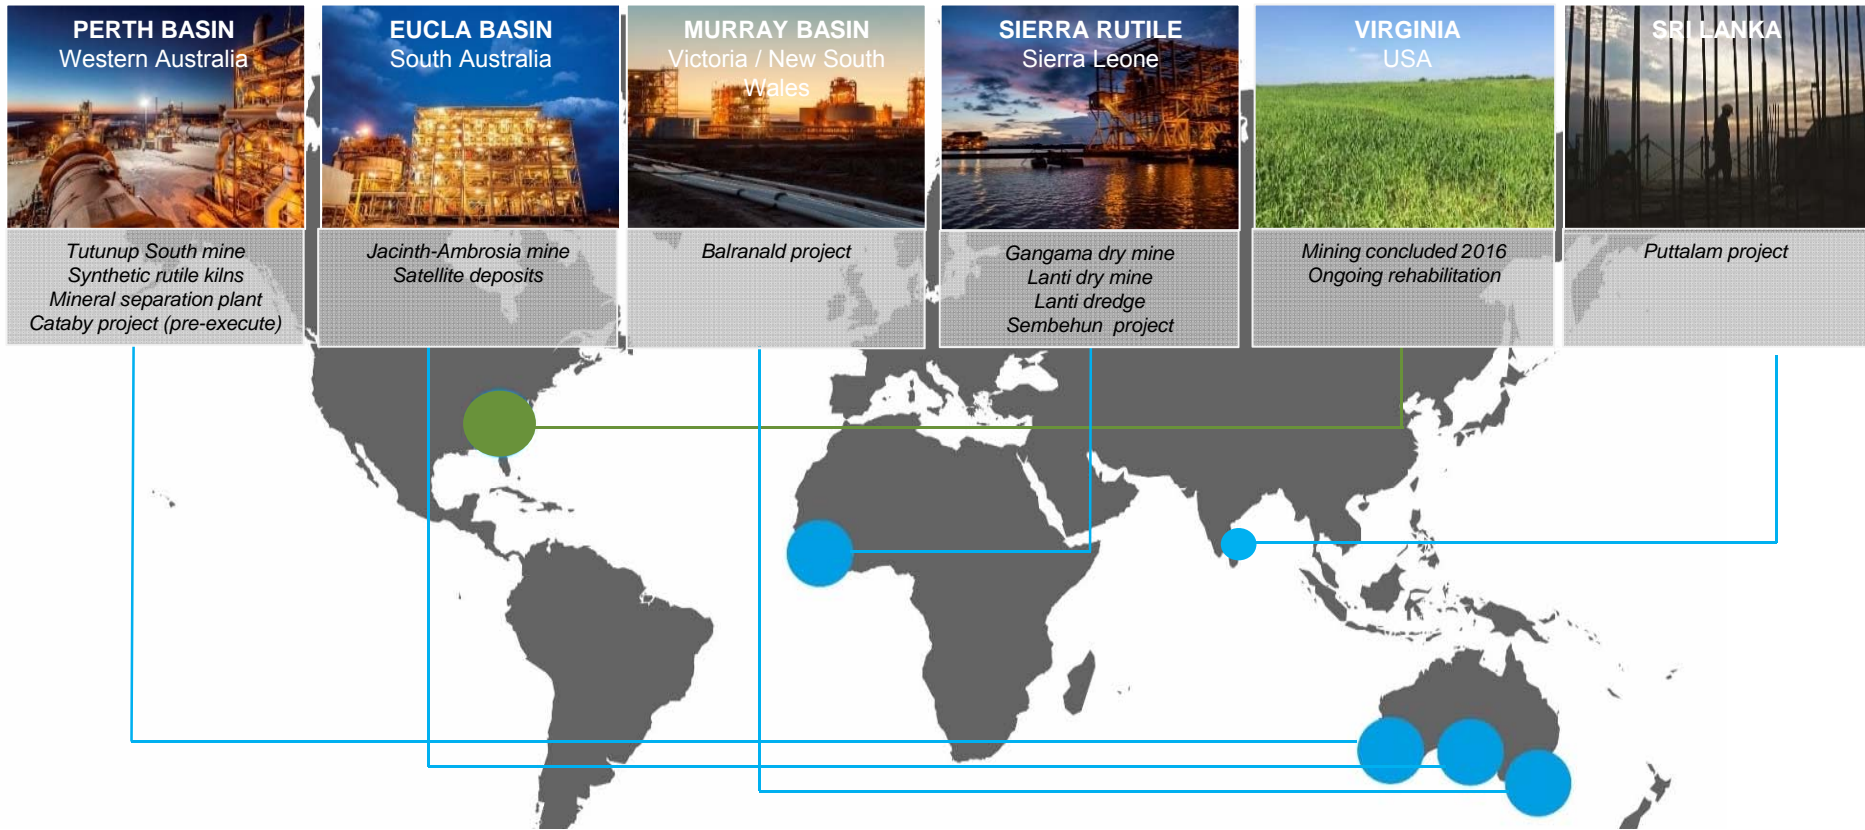 PERTH BASIN
Western Australia
EUCLA BASIN
South Australia
MURRAY BASIN
Victoria / New South
Wales
SIERRA RUTILE
Sierra Leone
VIRGINIA
USA
SRI LANKA
Tutunup South mine
Synthetic rutile kilns
Mineral separation plant
Cataby project (pre-execute)
Jacinth-Ambrosia mine
Satellite deposits
Balranald project
Gangama dry mine
Lanti dry mine
Lanti dredge
Sembehun project
Mining concluded 2016
Ongoing rehabilitation
Puttalam project